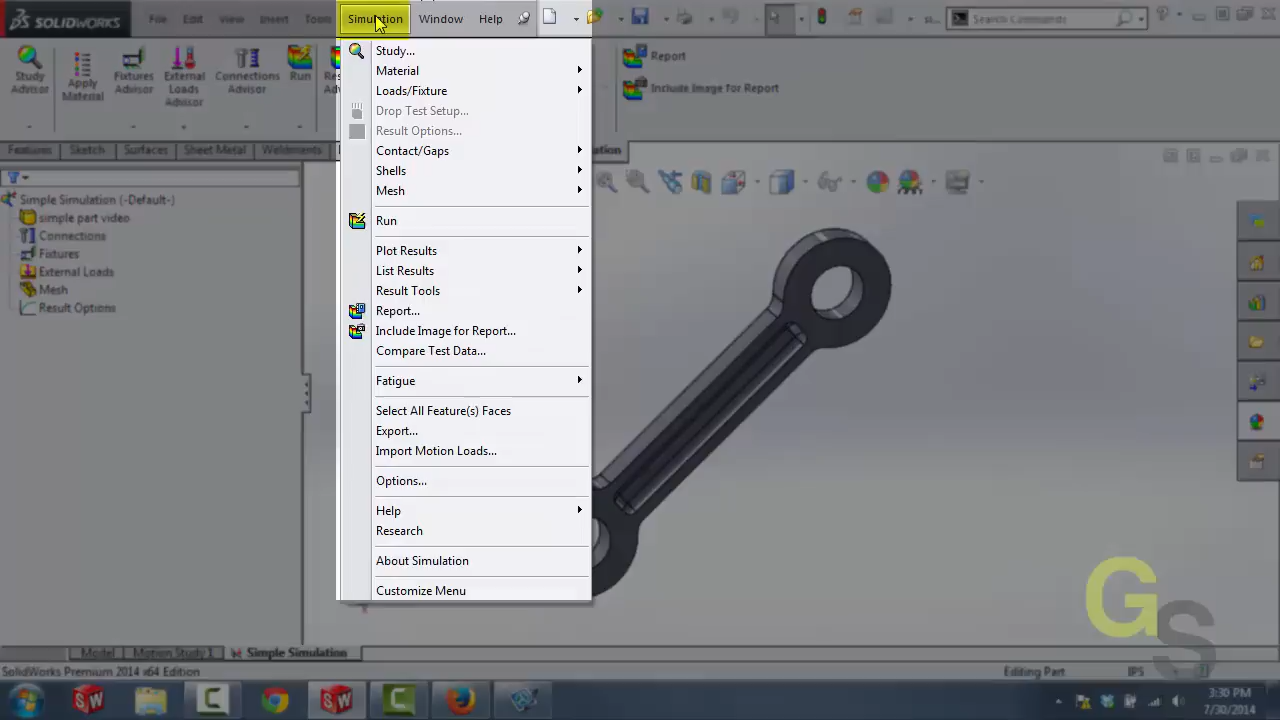 SOLIDWORKS
File Edit View Insert Tools Simulation Window Help
Search Commands
Study Advisor
Apply Material
Fixtures Advisor
External Loads Advisor
Connections Advisor
Run
Report
Include Image for Report
Features Sketch Surfaces Sheet Metal Weldments
Study...
Material
Loads/Fixture
Drop Test Setup...
Result Options...
Contact/Gaps
Shells
Mesh
Run
Plot Results
List Results
Result Tools
Report...
Include Image for Report...
Compare Test Data...
Fatigue
Select All Feature(s) Faces
Export...
Import Motion Loads...
Options...
Help
Research
About Simulation
Customize Menu
Simple Simulation (-Default-)
simple part video
Connections
Fixtures
External Loads
Mesh
Result Options
GS
Model Motion Study 1 Simple Simulation
SolidWorks Premium 2014 x64 Edition
Editing Part IPS
3:30 PM
7/30/2014